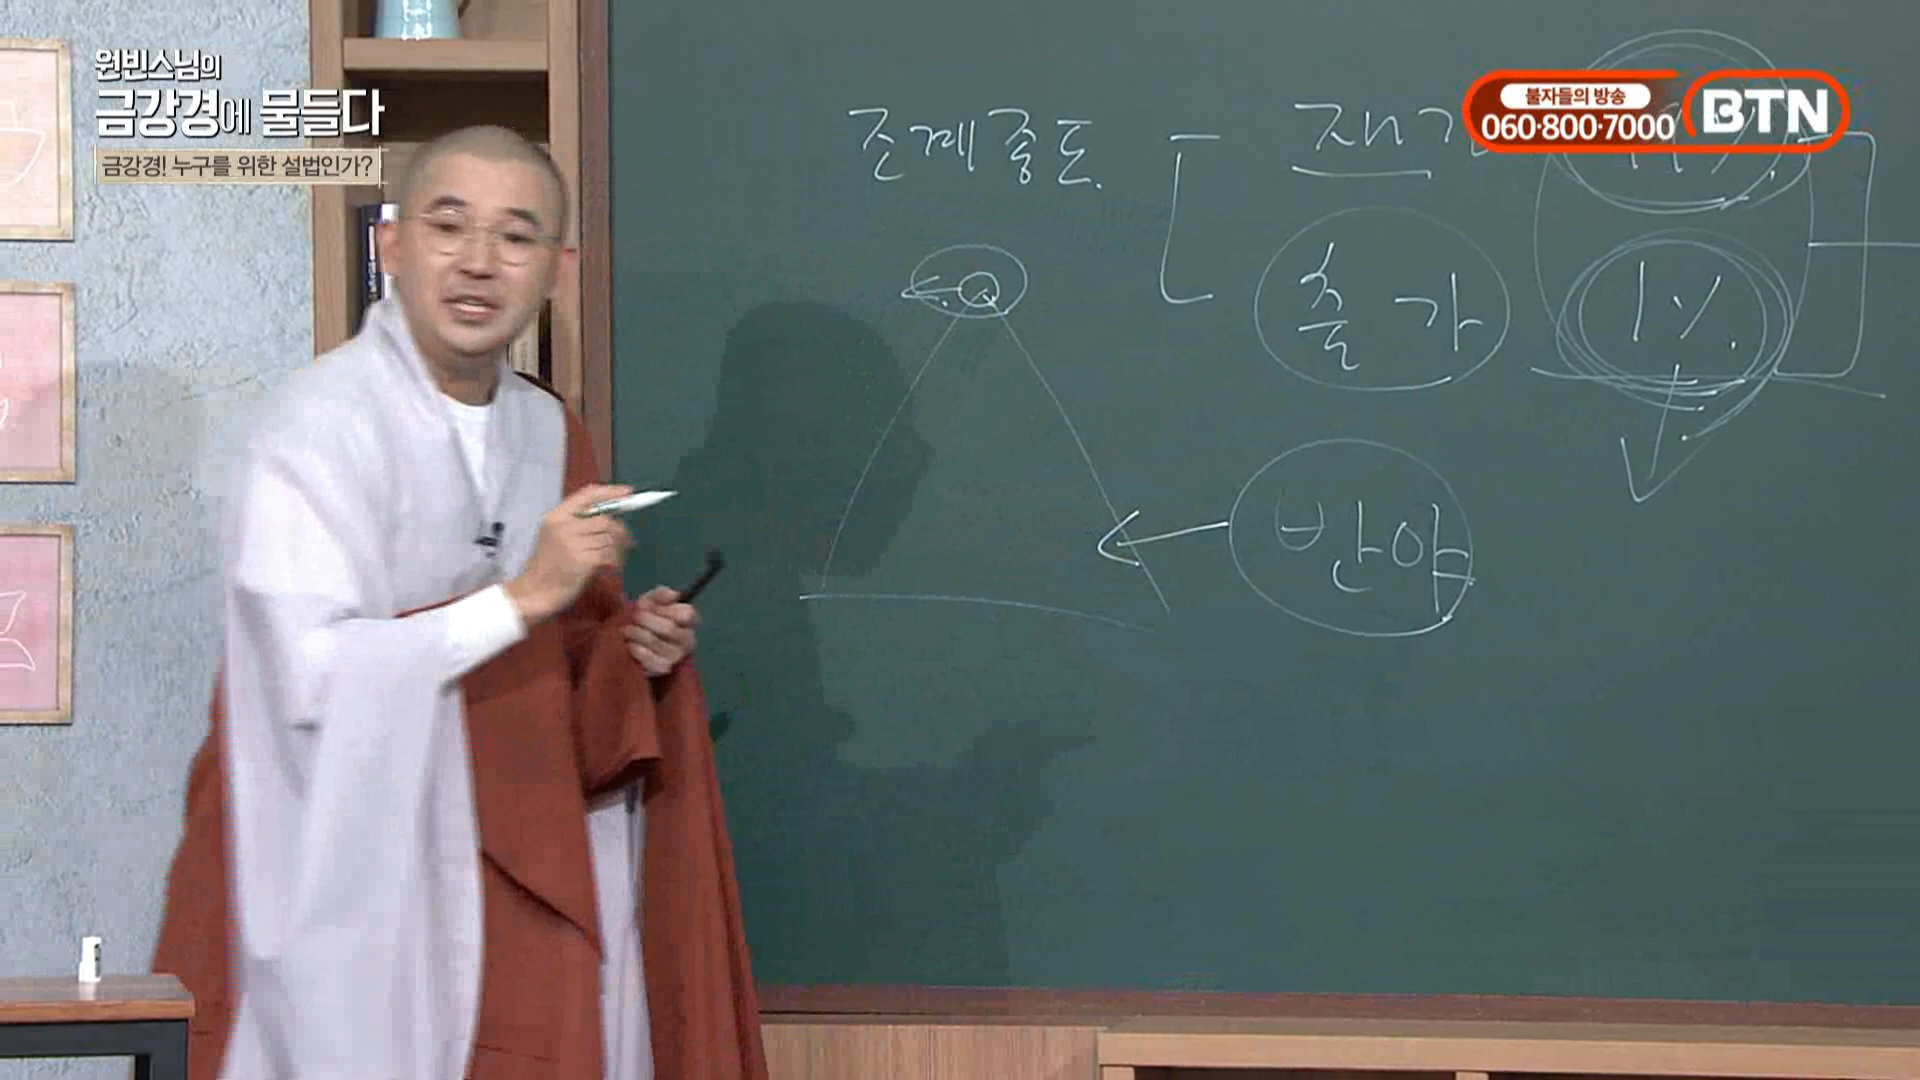 원빈스님의
금강경에 물들다
금강경! 누구를 위한 설법인가?
불자들의 방송
060·800·7000
BTN
조계종도.
출가 1%.
반야